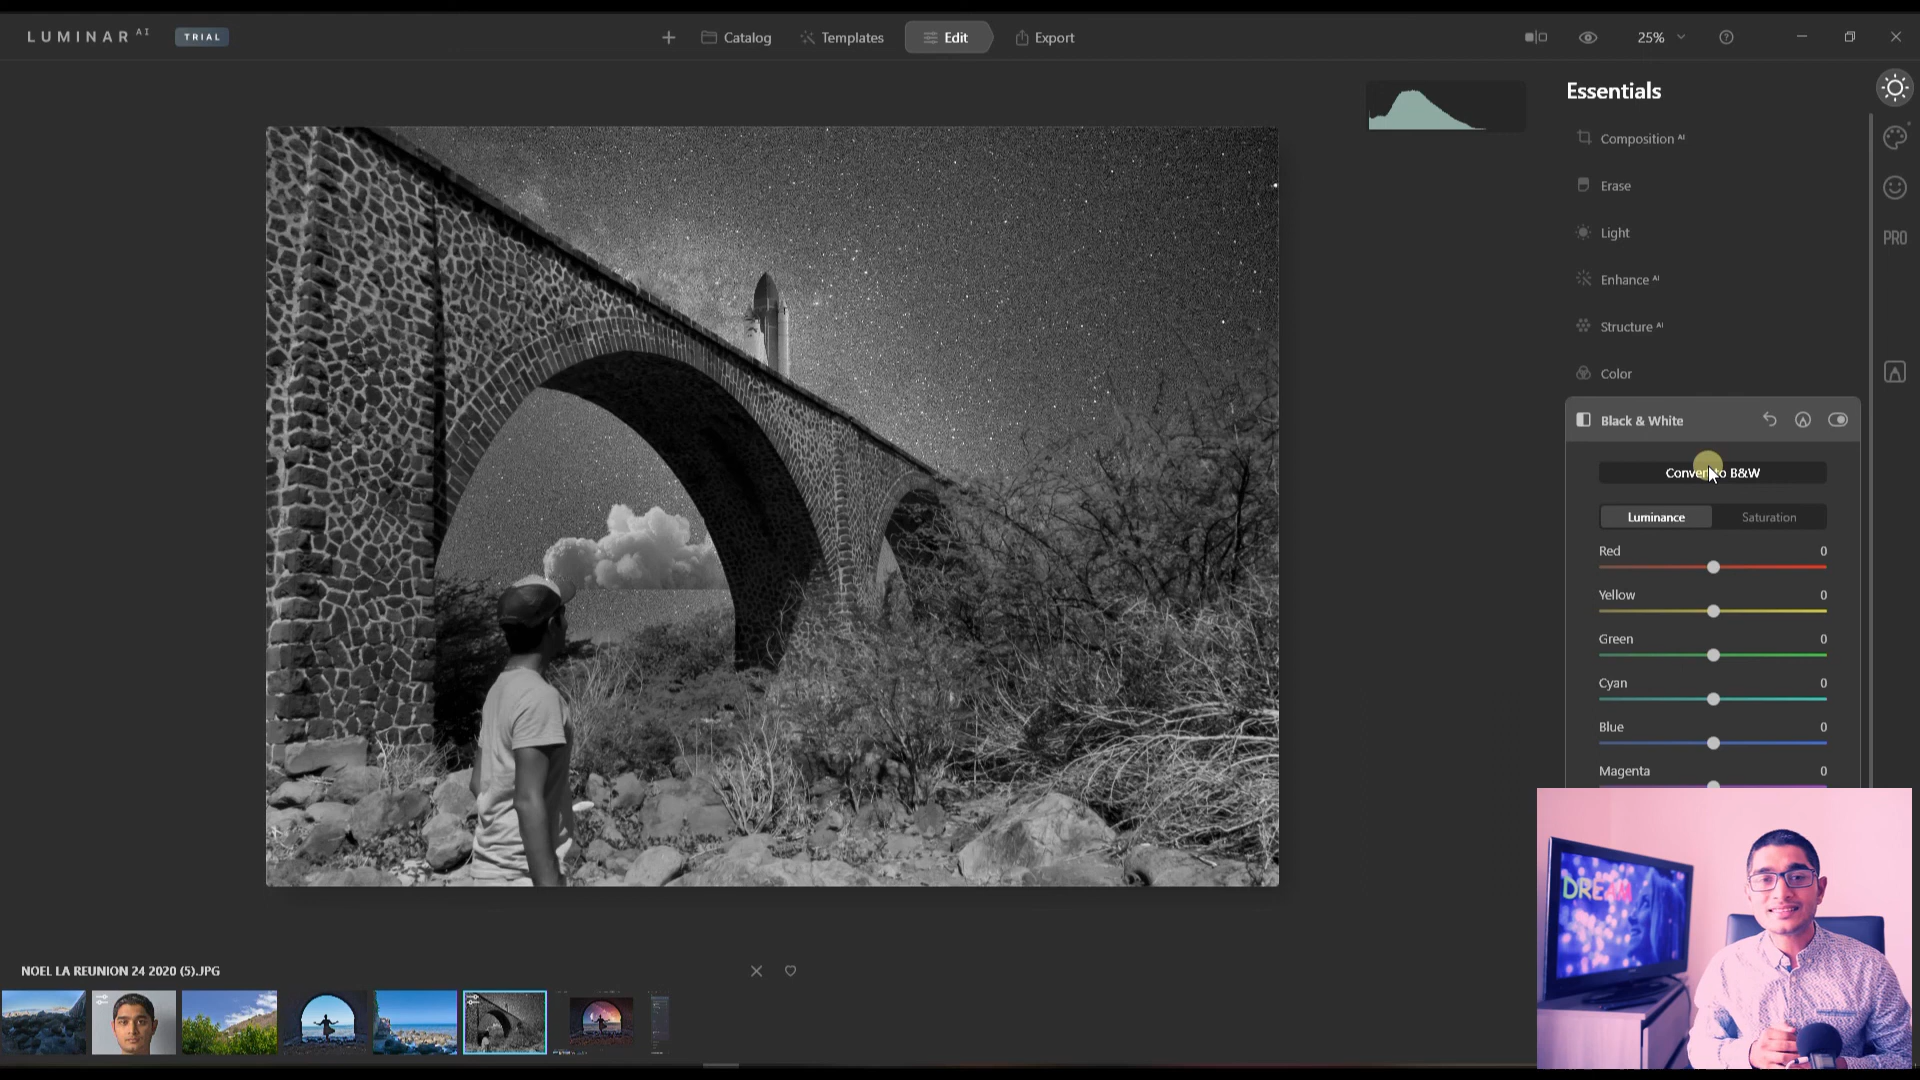 LUMINAR AI TRIAL
Catalog Templates Edit Export
25%
Essentials
Composition AI
Erase
Light
PRO
Enhance AI
Structure AI
Color
Black & White
Convert to B&W
Luminance Saturation
Red 0
Yellow 0
Green 0
Cyan 0
Blue 0
Magenta 0
DREAM
NOEL LA REUNION 24 2020 (5).JPG